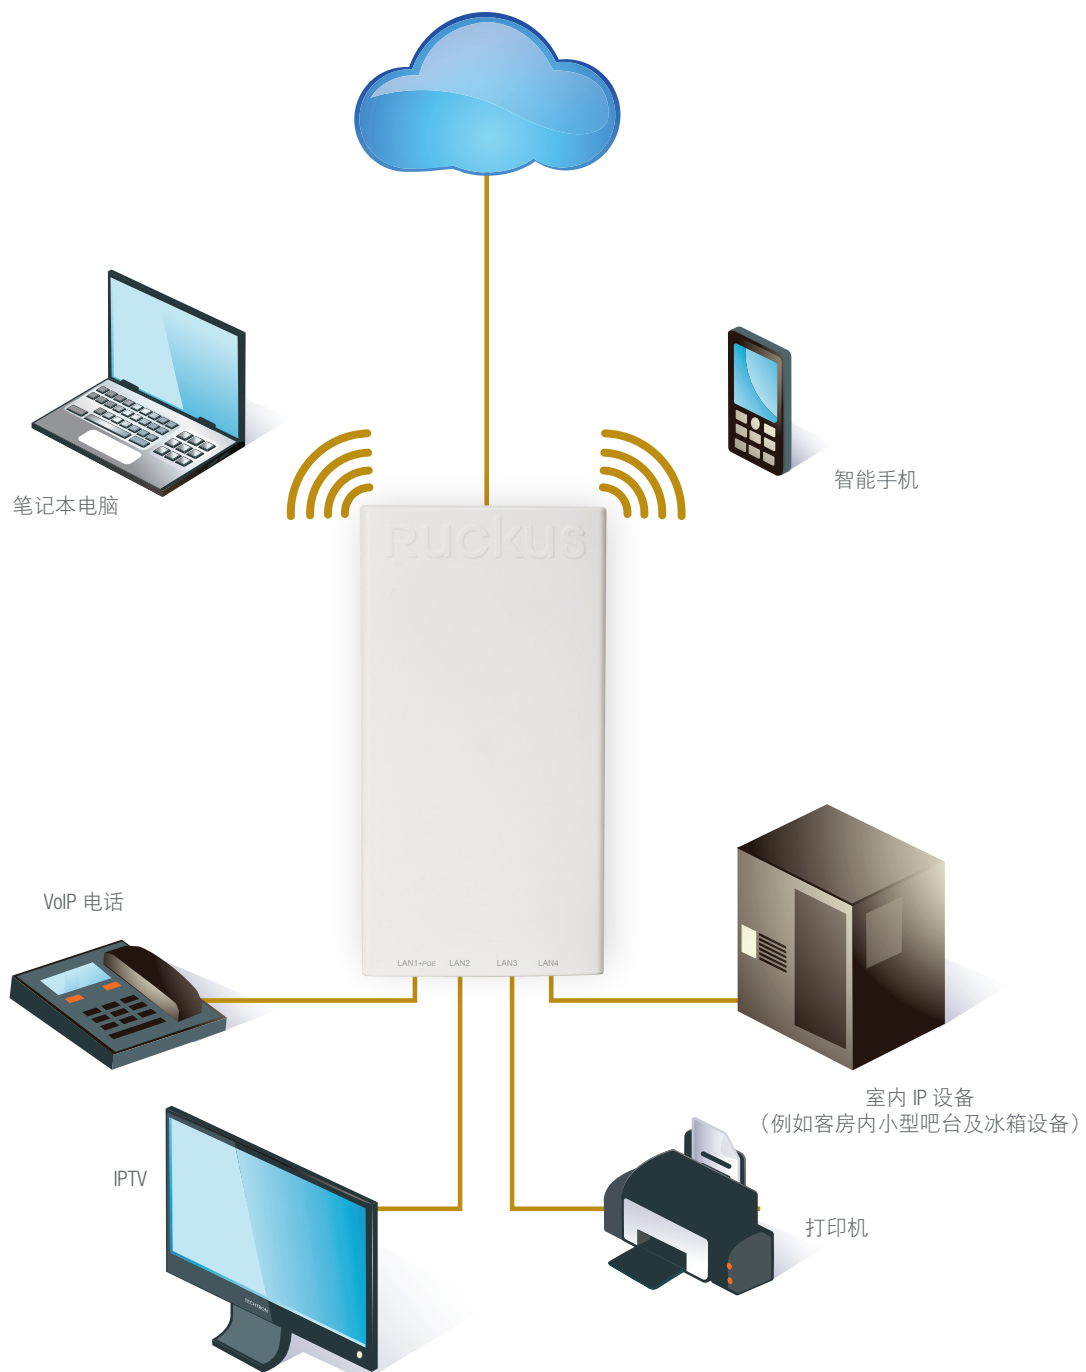 笔记本电脑
智能手机
RUCKUS
VoIP 电话
LAN1+POE LAN2 LAN3 LAN4
室内 IP 设备
（例如客房内小型吧台及冰箱设备）
IPTV
打印机
TECHTRON